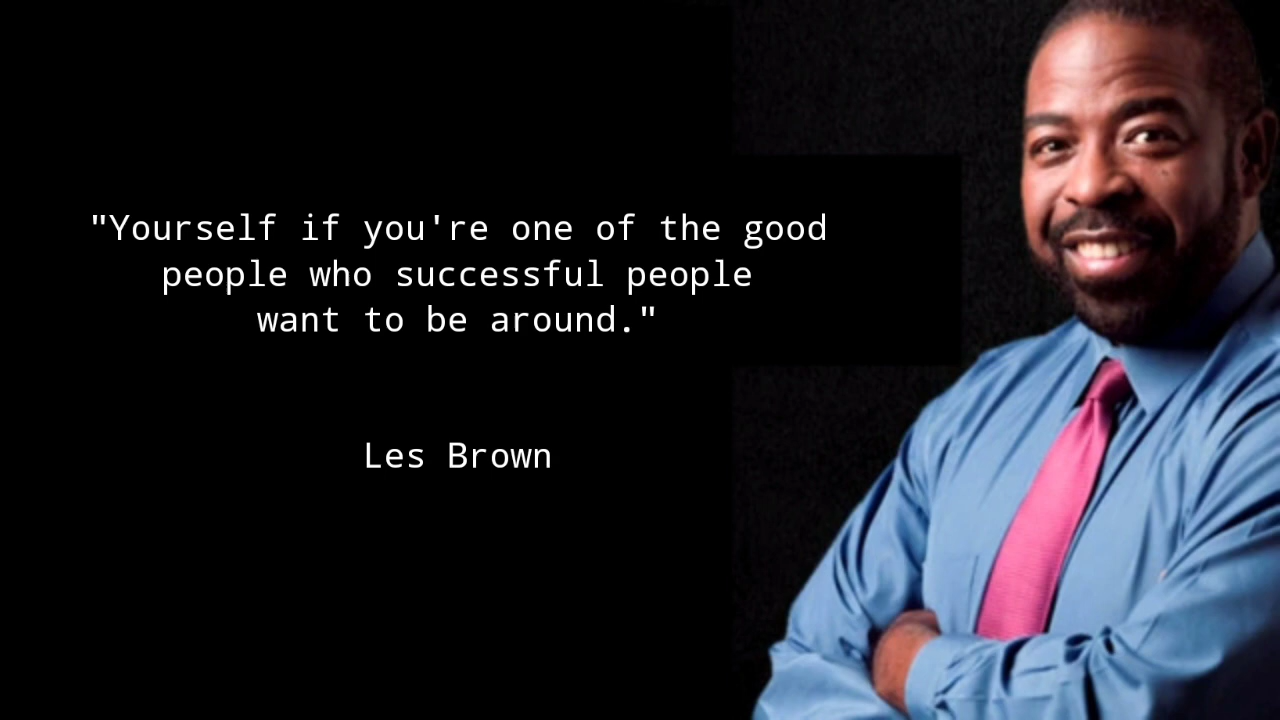 "Yourself if you're one of the good
people who successful people
want to be around."
Les Brown